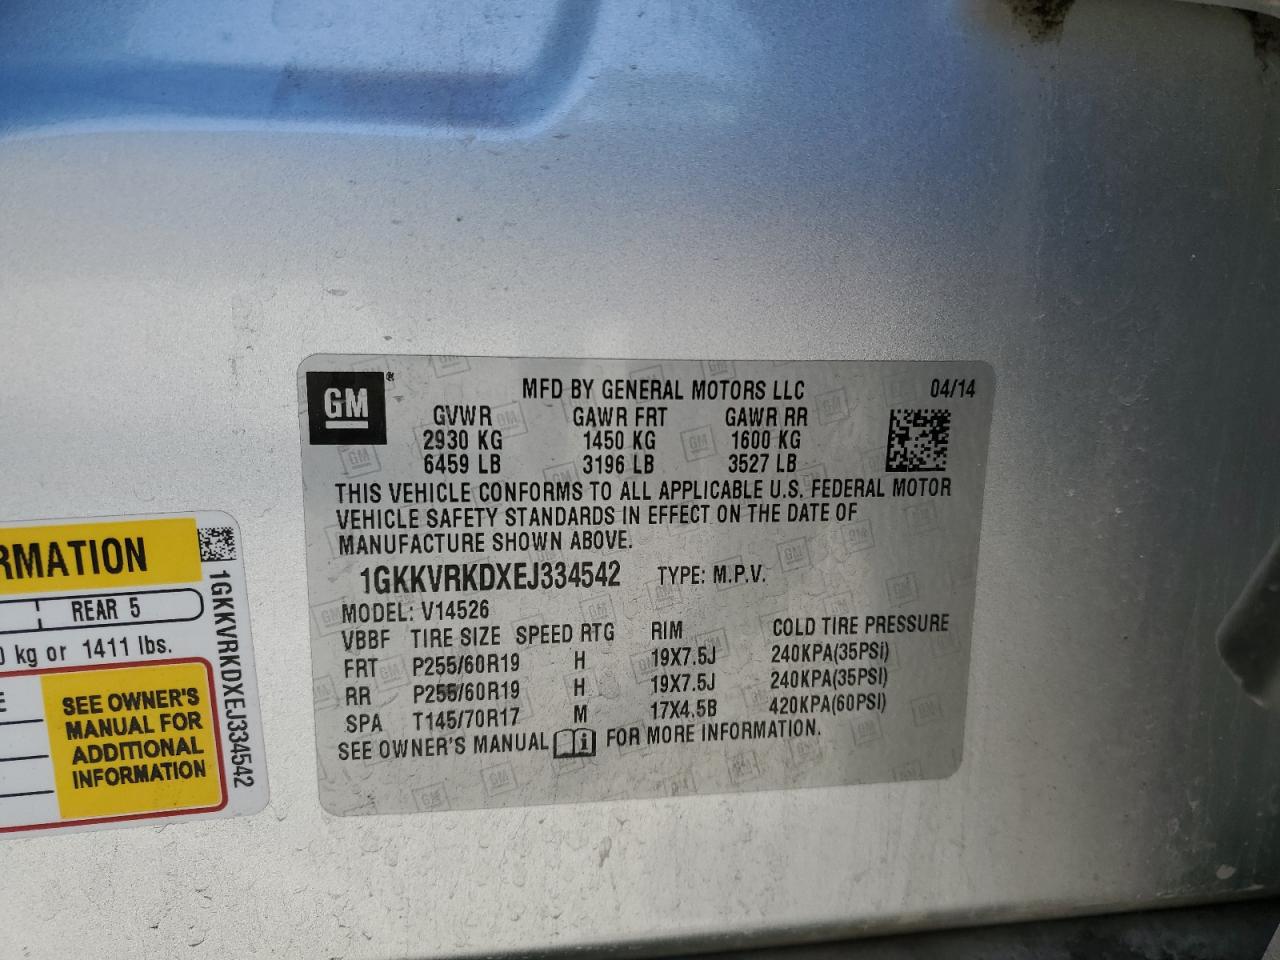 GM®
MFD BY GENERAL MOTORS LLC 04/14
GVWR GAWR FRT GAWR RR
2930 KG 1450 KG 1600 KG
6459 LB 3196 LB 3527 LB
THIS VEHICLE CONFORMS TO ALL APPLICABLE U.S. FEDERAL MOTOR
VEHICLE SAFETY STANDARDS IN EFFECT ON THE DATE OF
MANUFACTURE SHOWN ABOVE.
1GKKVRKDXEJ334542 TYPE: M.P.V.
MODEL: V14526
VBBF TIRE SIZE SPEED RTG RIM COLD TIRE PRESSURE
FRT P255/60R19 H 19X7.5J 240KPA(35PSI)
RR P255/60R19 H 19X7.5J 240KPA(35PSI)
SPA T145/70R17 M 17X4.5B 420KPA(60PSI)
SEE OWNER'S MANUAL i FOR MORE INFORMATION.
RMATION
REAR 5
0 kg or 1411 lbs.
E
SEE OWNER'S
MANUAL FOR
ADDITIONAL
INFORMATION
1GKKVRKDXEJ334542